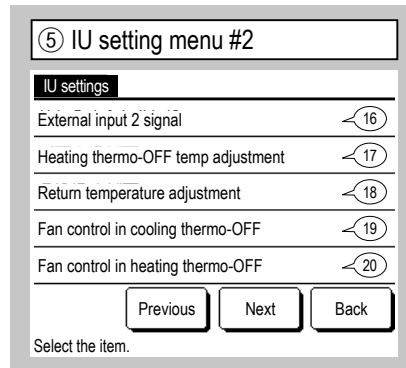 ⑤ IU setting menu #2
IU settings
External input 2 signal ⑯
Heating thermo-OFF temp adjustment ⑰
Return temperature adjustment ⑱
Fan control in cooling thermo-OFF ⑲
Fan control in heating thermo-OFF ⑳
Previous Next Back
Select the item.